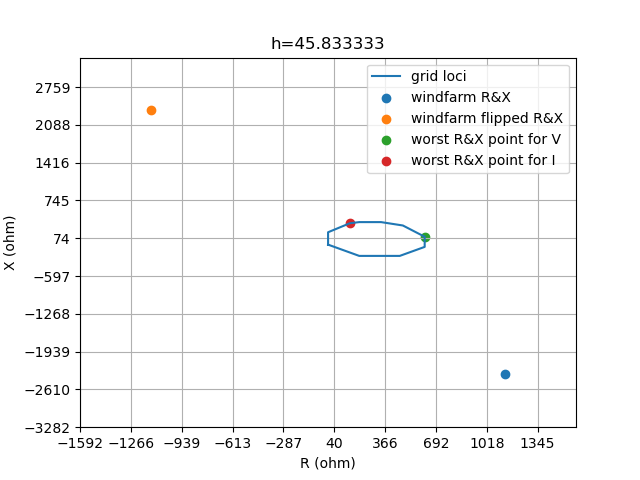 h=45.833333
grid loci
windfarm R&X
windfarm flipped R&X
worst R&X point for V
worst R&X point for I
2759
2088
1416
745
74
−597
−1268
−1939
−2610
−3282
−1592 −1266 −939 −613 −287 40 366 692 1018 1345
X (ohm)
R (ohm)